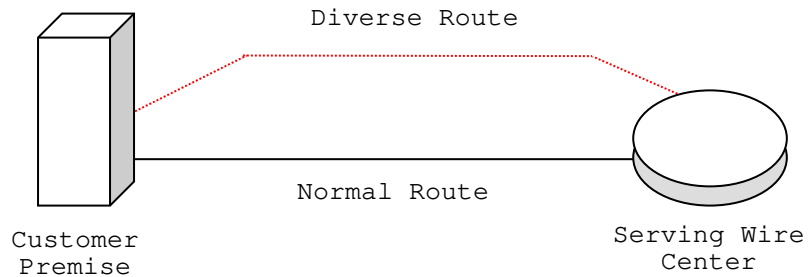 Diverse Route
Normal Route
Customer
Premise
Serving Wire
Center